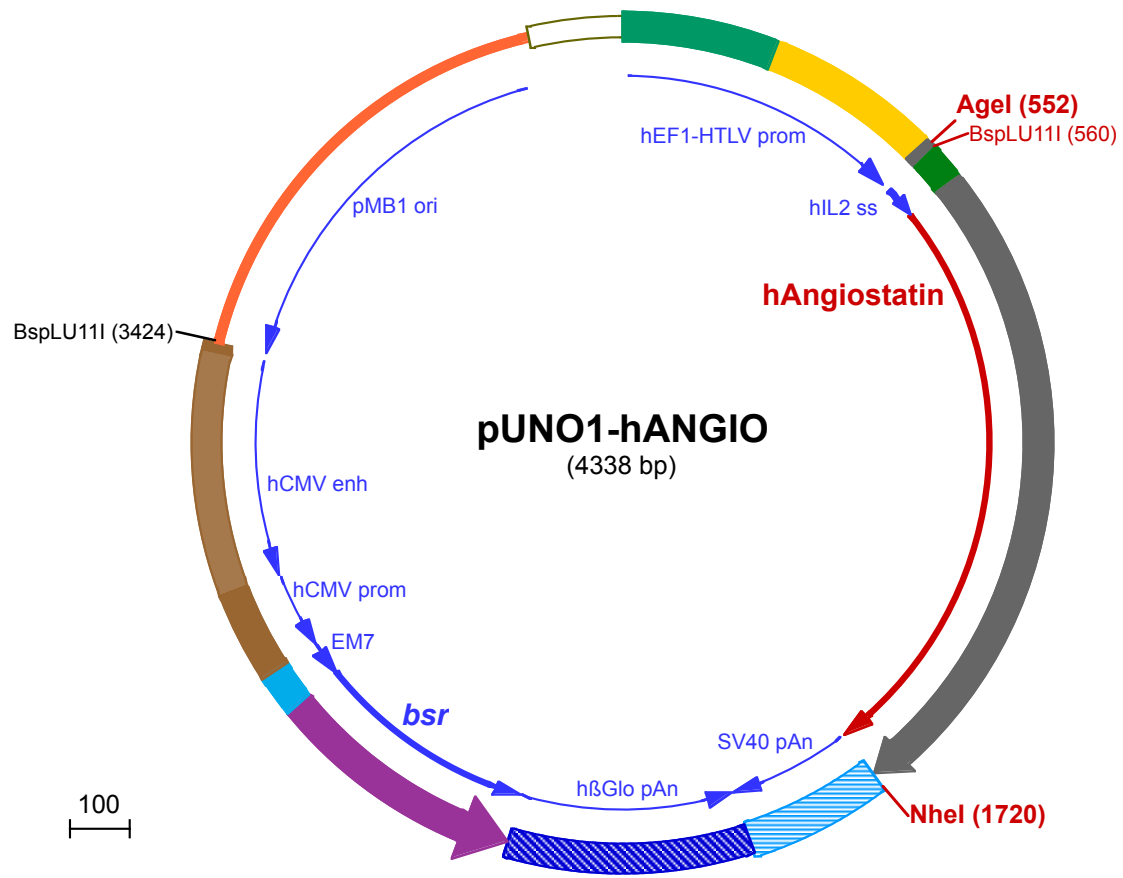 AgeI (552)
hEF1-HTLV prom
BspLU11I (560)
pMB1 ori
hIL2 ss
hAngiostatin
BspLU11I (3424)
pUNO1-hANGIO
(4338 bp)
hCMV enh
hCMV prom
EM7
bsr
SV40 pAn
hßGlo pAn
100
NheI (1720)